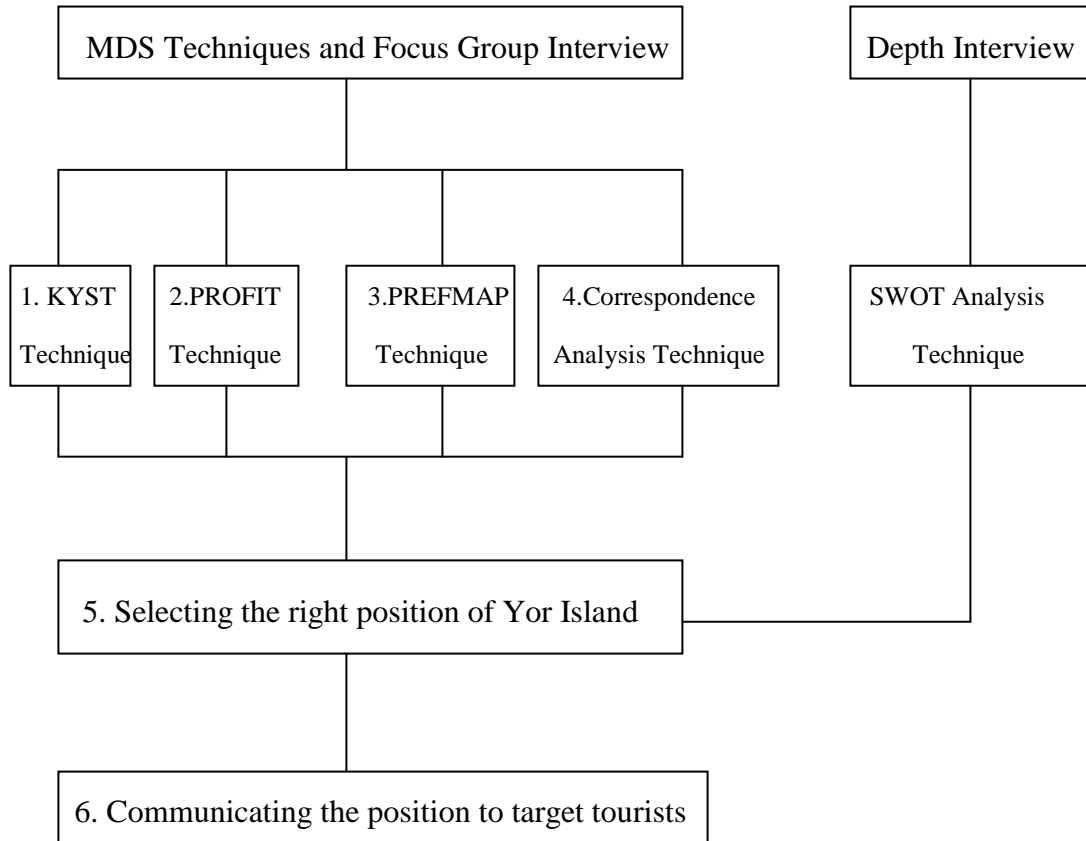 MDS Techniques and Focus Group Interview
Depth Interview
1. KYST
Technique
2.PROFIT
Technique
3.PREFMAP
Technique
4.Correspondence
Analysis Technique
SWOT Analysis
Technique
5. Selecting the right position of Yor Island
6. Communicating the position to target tourists